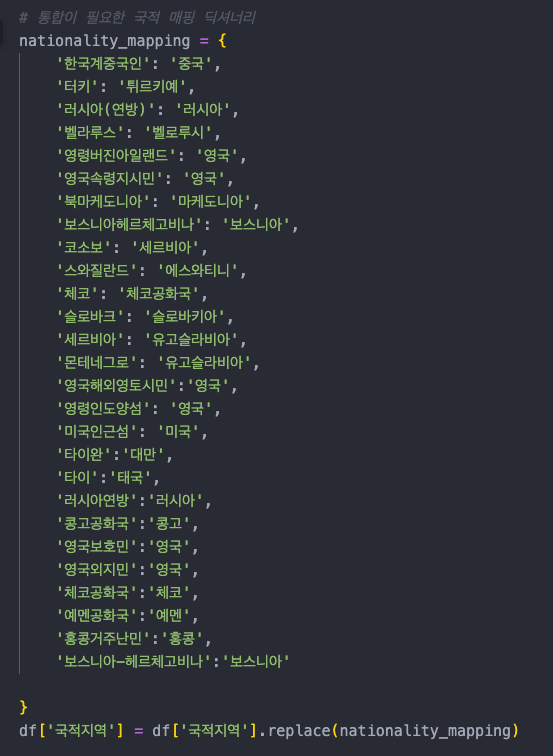 # 통합이 필요한 국적 매핑 딕셔너리
nationality_mapping = {
    '한국계중국인': '중국',
    '터키': '튀르키예',
    '러시아(연방)': '러시아',
    '벨라루스': '벨로루시',
    '영령버진아일랜드': '영국',
    '영국속령지시민': '영국',
    '북마케도니아': '마케도니아',
    '보스니아헤르체고비나': '보스니아',
    '코소보': '세르비아',
    '스와질란드': '에스와티니',
    '체코': '체코공화국',
    '슬로바크': '슬로바키아',
    '세르비아': '유고슬라비아',
    '몬테네그로': '유고슬라비아',
    '영국해외영토시민':'영국',
    '영령인도양섬': '영국',
    '미국인근섬': '미국',
    '타이완':'대만',
    '타이':'태국',
    '러시아연방':'러시아',
    '콩고공화국':'콩고',
    '영국보호민':'영국',
    '영국외지민':'영국',
    '체코공화국':'체코',
    '예멘공화국':'예멘',
    '홍콩거주난민':'홍콩',
    '보스니아-헤르체고비나':'보스니아'
}
df['국적지역'] = df['국적지역'].replace(nationality_mapping)